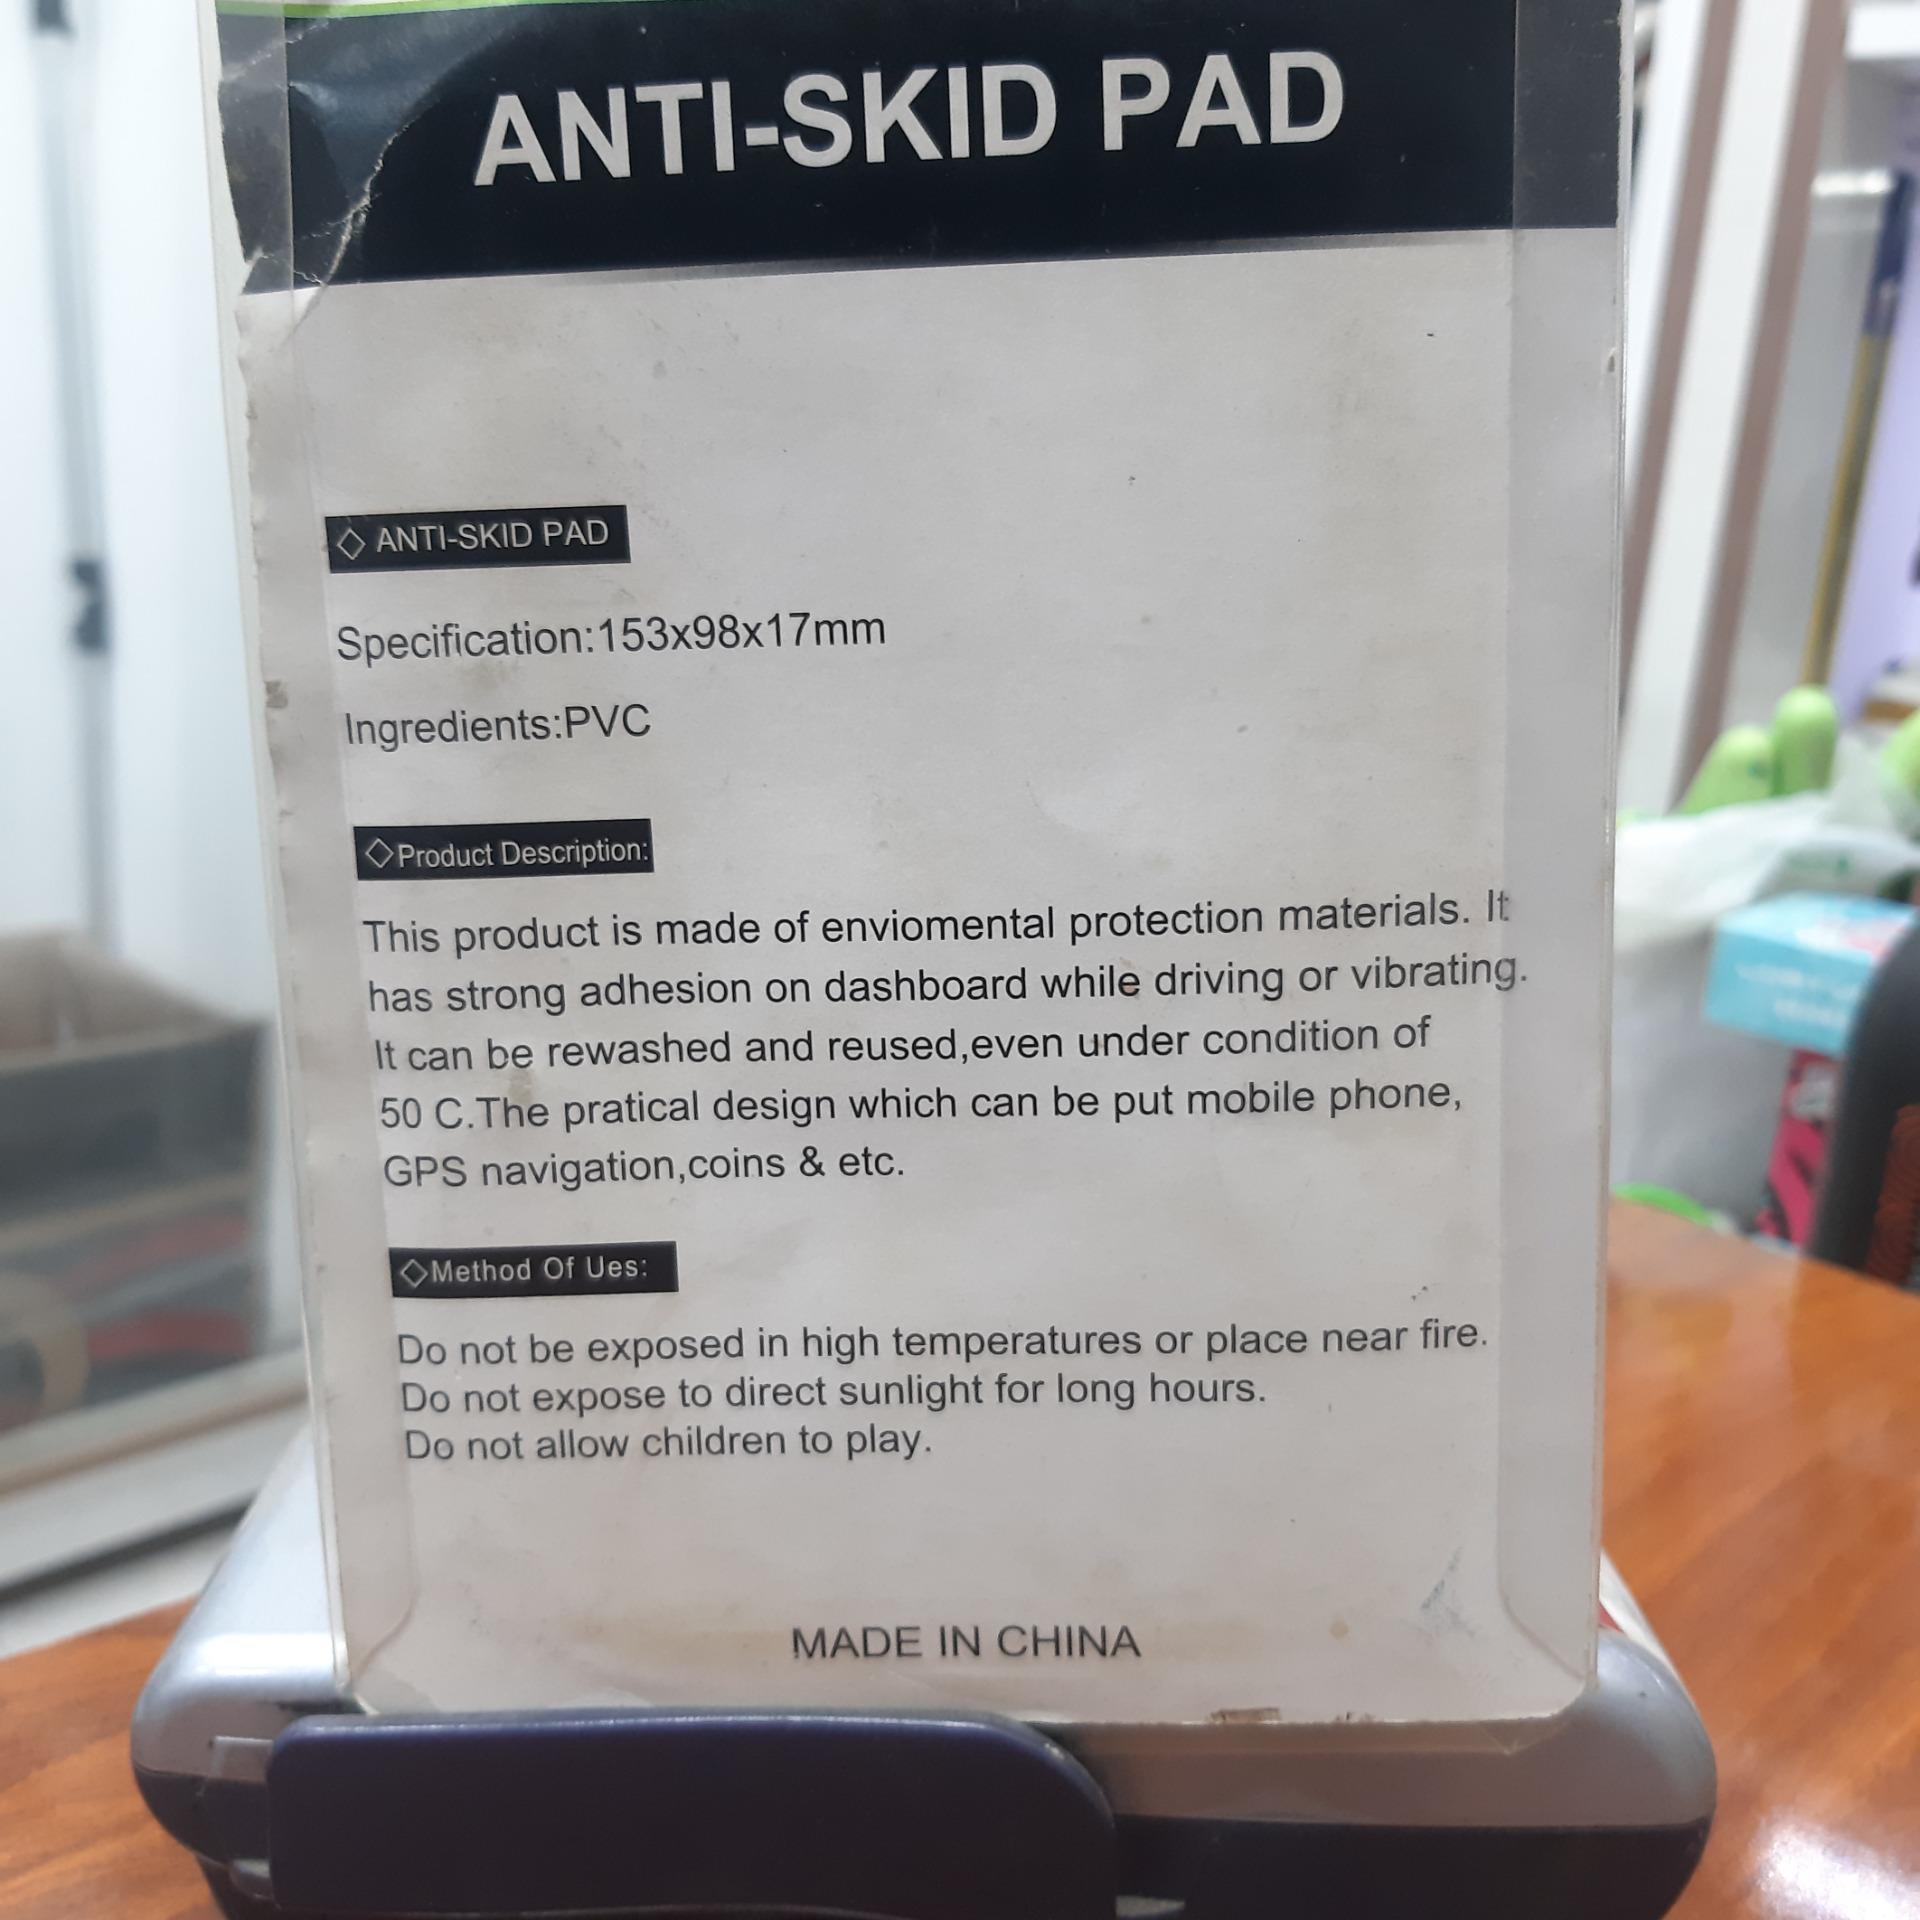 ANTI-SKID PAD
◇ ANTI-SKID PAD
Specification:153x98x17mm
Ingredients:PVC
◇Product Description:
This product is made of enviomental protection materials. It
has strong adhesion on dashboard while driving or vibrating.
It can be rewashed and reused,even under condition of
50 C.The pratical design which can be put mobile phone,
GPS navigation,coins & etc.
◇Method Of Ues:
Do not be exposed in high temperatures or place near fire.
Do not expose to direct sunlight for long hours.
Do not allow children to play.
MADE IN CHINA